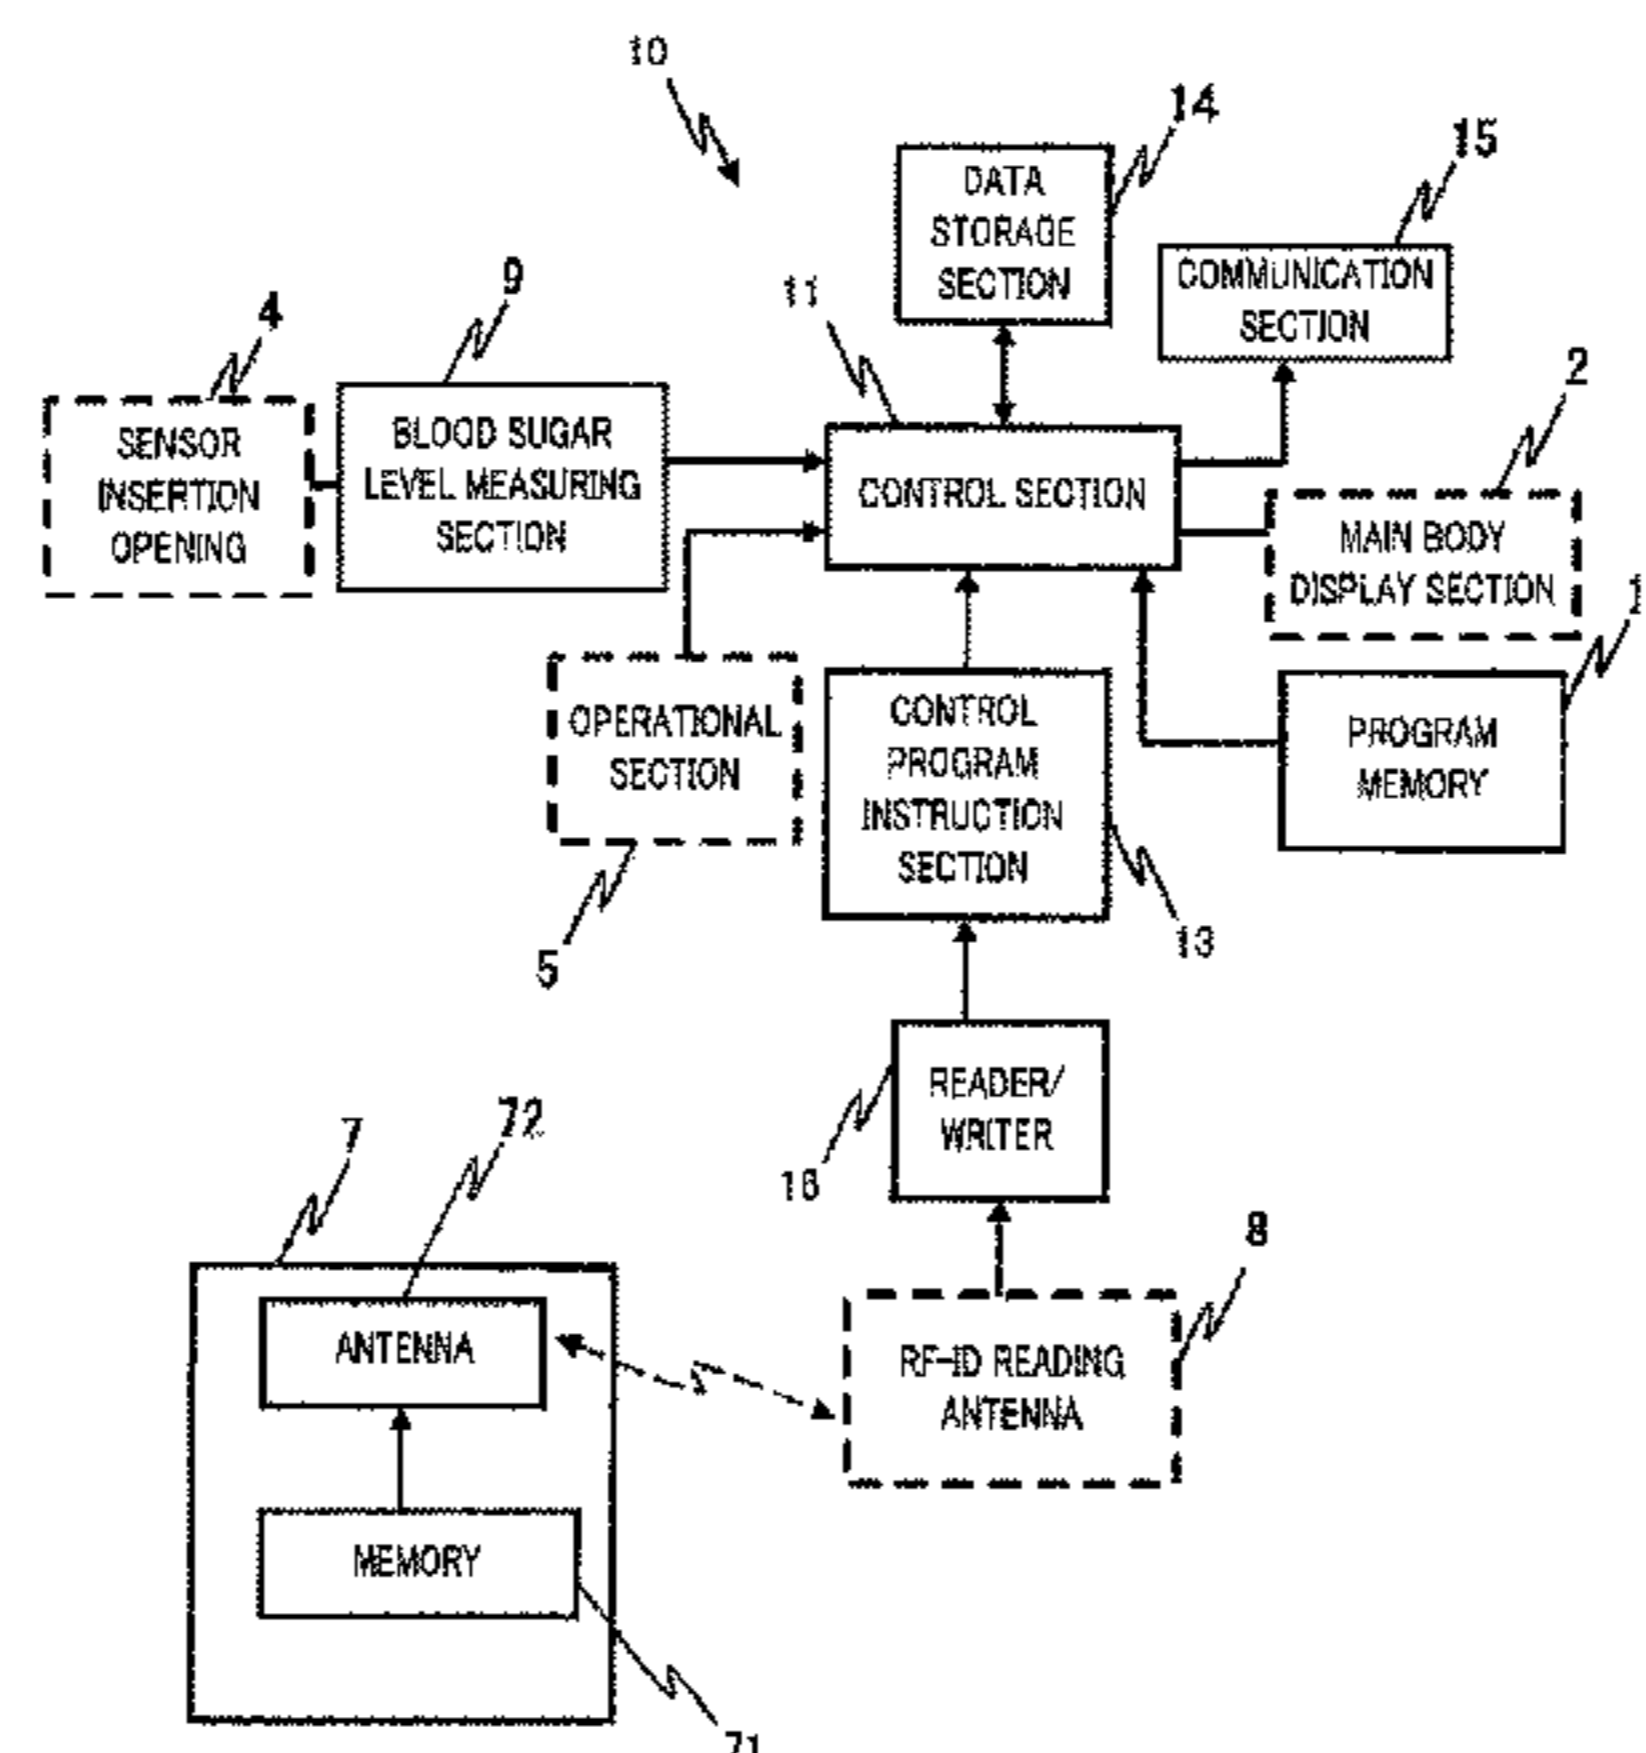 10
14
DATA
STORAGE
SECTION
15
COMMUNICATION
SECTION
11
9
4
SENSOR
INSERTION
OPENING
BLOOD SUGAR
LEVEL MEASURING
SECTION
CONTROL SECTION
2
MAIN BODY
DISPLAY SECTION
1
OPERATIONAL
SECTION
5
CONTROL
PROGRAM
INSTRUCTION
SECTION
13
PROGRAM
MEMORY
READER/
WRITER
16
7
72
ANTENNA
MEMORY
71
8
RF-ID READING
ANTENNA